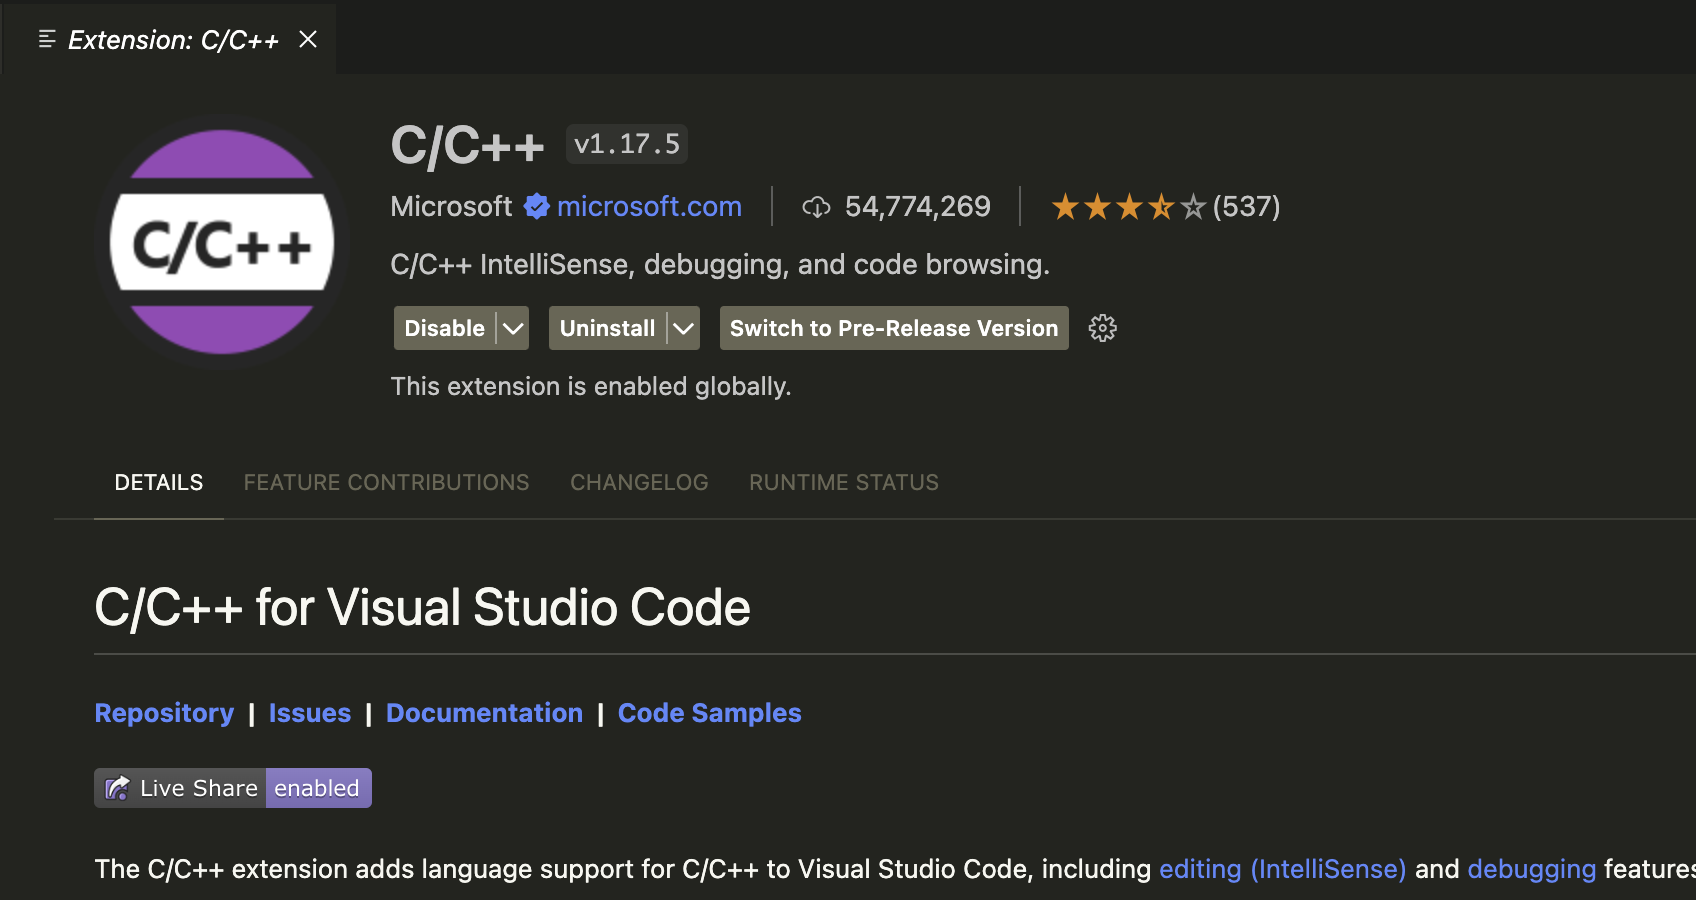 Extension: C/C++
C/C++
C/C++ v1.17.5
Microsoft microsoft.com 54,774,269 (537)
C/C++ IntelliSense, debugging, and code browsing.
Disable Uninstall Switch to Pre-Release Version
This extension is enabled globally.
DETAILS FEATURE CONTRIBUTIONS CHANGELOG RUNTIME STATUS
C/C++ for Visual Studio Code
Repository | Issues | Documentation | Code Samples
Live Share enabled
The C/C++ extension adds language support for C/C++ to Visual Studio Code, including editing (IntelliSense) and debugging features